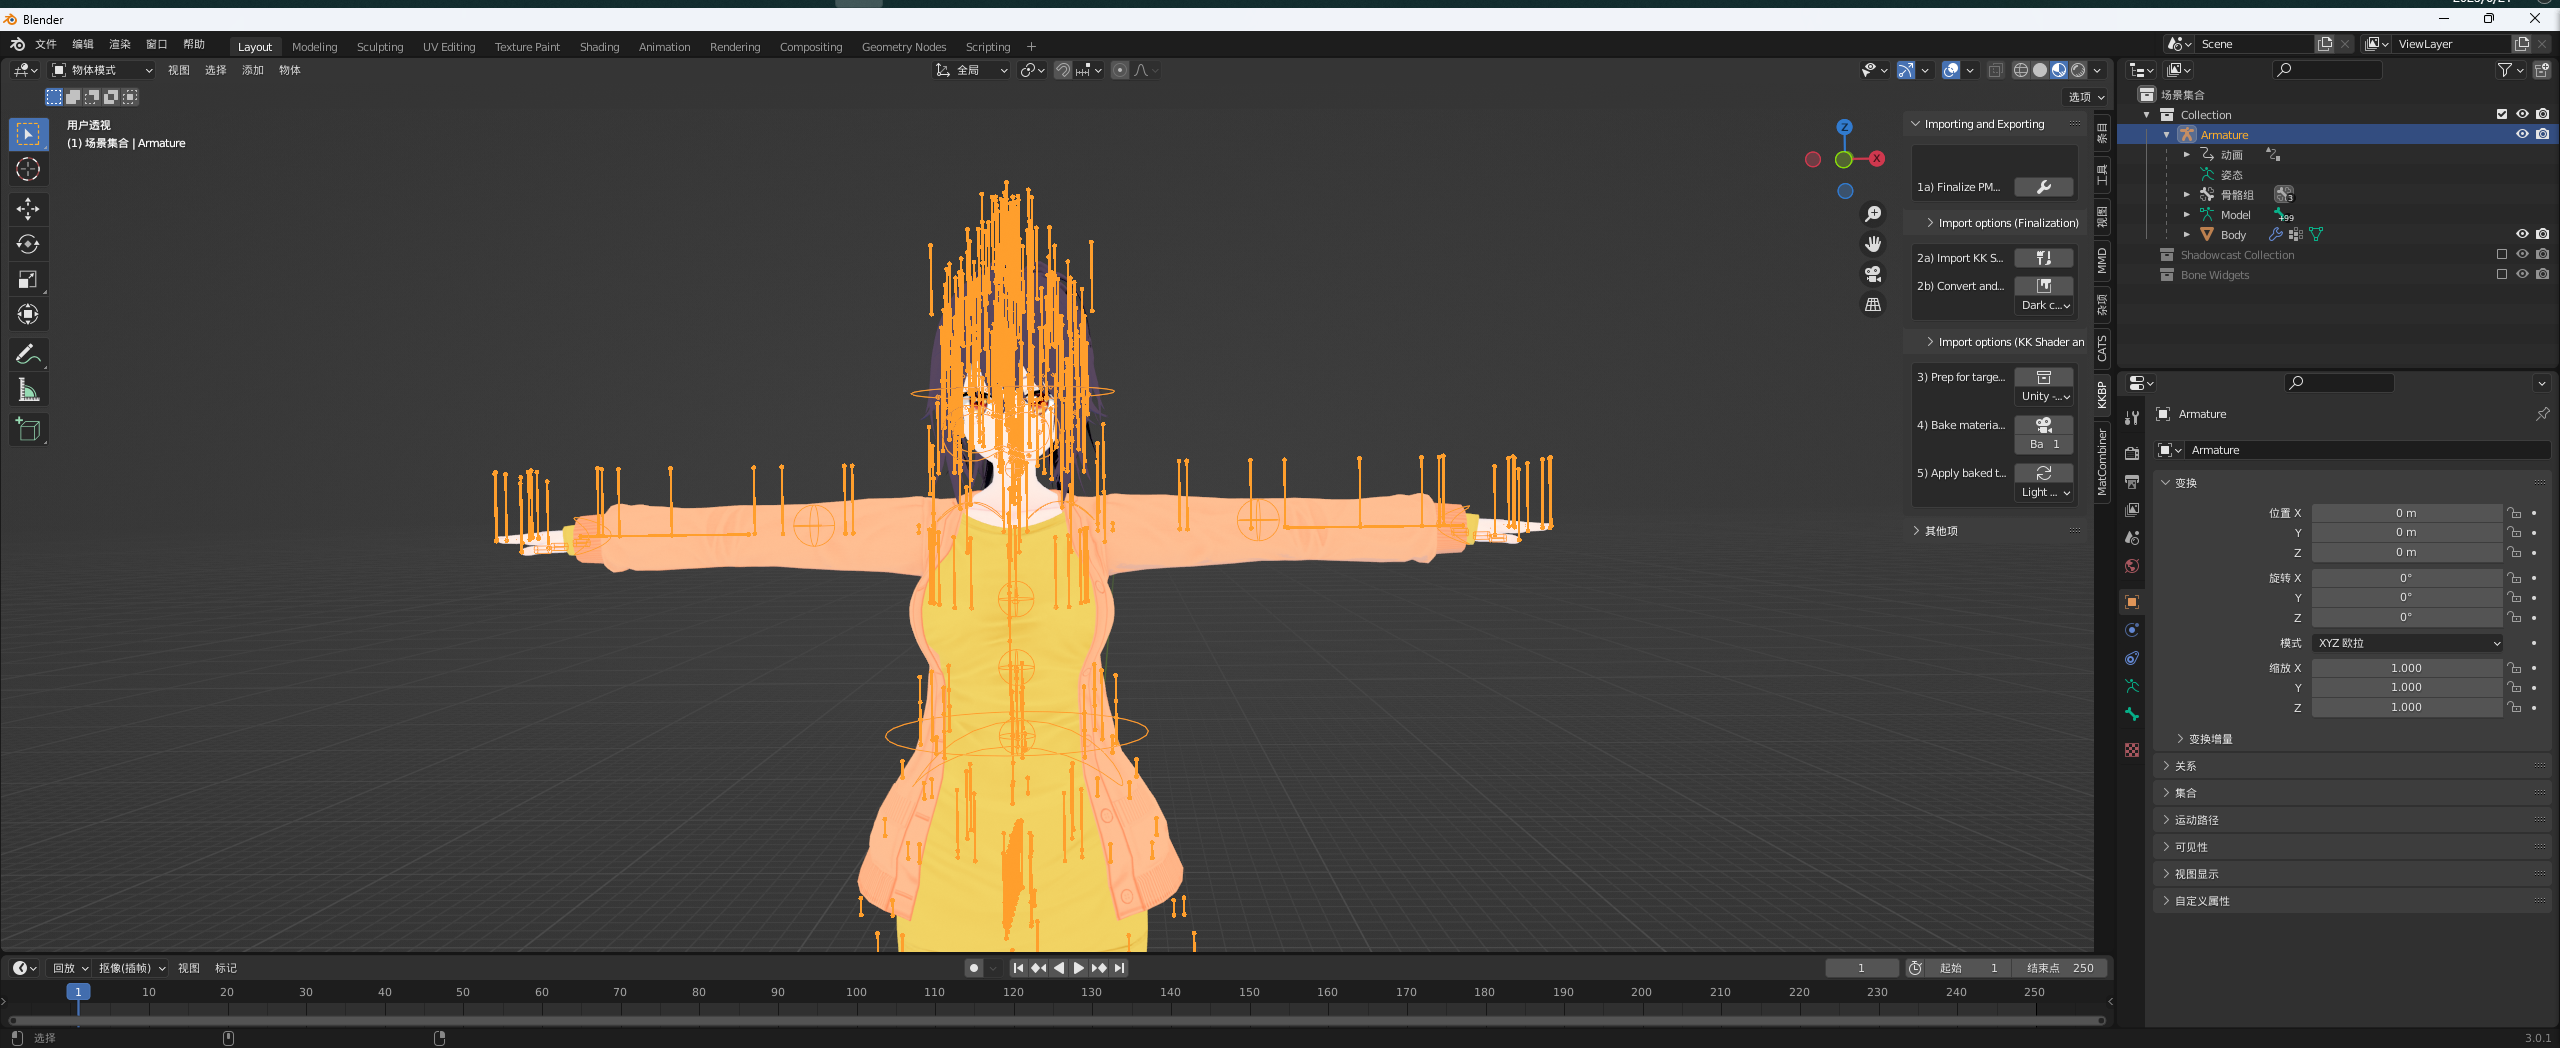 Blender
文件 编辑 渲染 窗口 帮助 Layout Modeling Sculpting UV Editing Texture Paint Shading Animation Rendering Compositing Geometry Nodes Scripting + Scene ViewLayer
物体模式 视图 选择 添加 物体 全局
选项
用户透视
(1) 场景集合 | Armature
Z
X
Importing and Exporting
1a) Finalize PM...
Import options (Finalization)
2a) Import KK S...
2b) Convert and...
Dark c...
Import options (KK Shader an
3) Prep for targe...
Unity -...
4) Bake materia...
Ba 1
5) Apply baked t...
Light ...
其他项
条目
工具
视图
MMD
杂项
CATS
KKBP
MatCombiner
场景集合
Collection
Armature
动画
姿态
骨骼组
Model
Body
Shadowcast Collection
Bone Widgets
Armature
Armature
变换
位置 X 0 m
Y 0 m
Z 0 m
旋转 X 0°
Y 0°
Z 0°
模式 XYZ 欧拉
缩放 X 1.000
Y 1.000
Z 1.000
变换增量
关系
集合
运动路径
可见性
视图显示
自定义属性
回放 抠像(插帧) 视图 标记 1 起始 1 结束点 250
1 10 20 30 40 50 60 70 80 90 100 110 120 130 140 150 160 170 180 190 200 210 220 230 240 250
选择 3.0.1